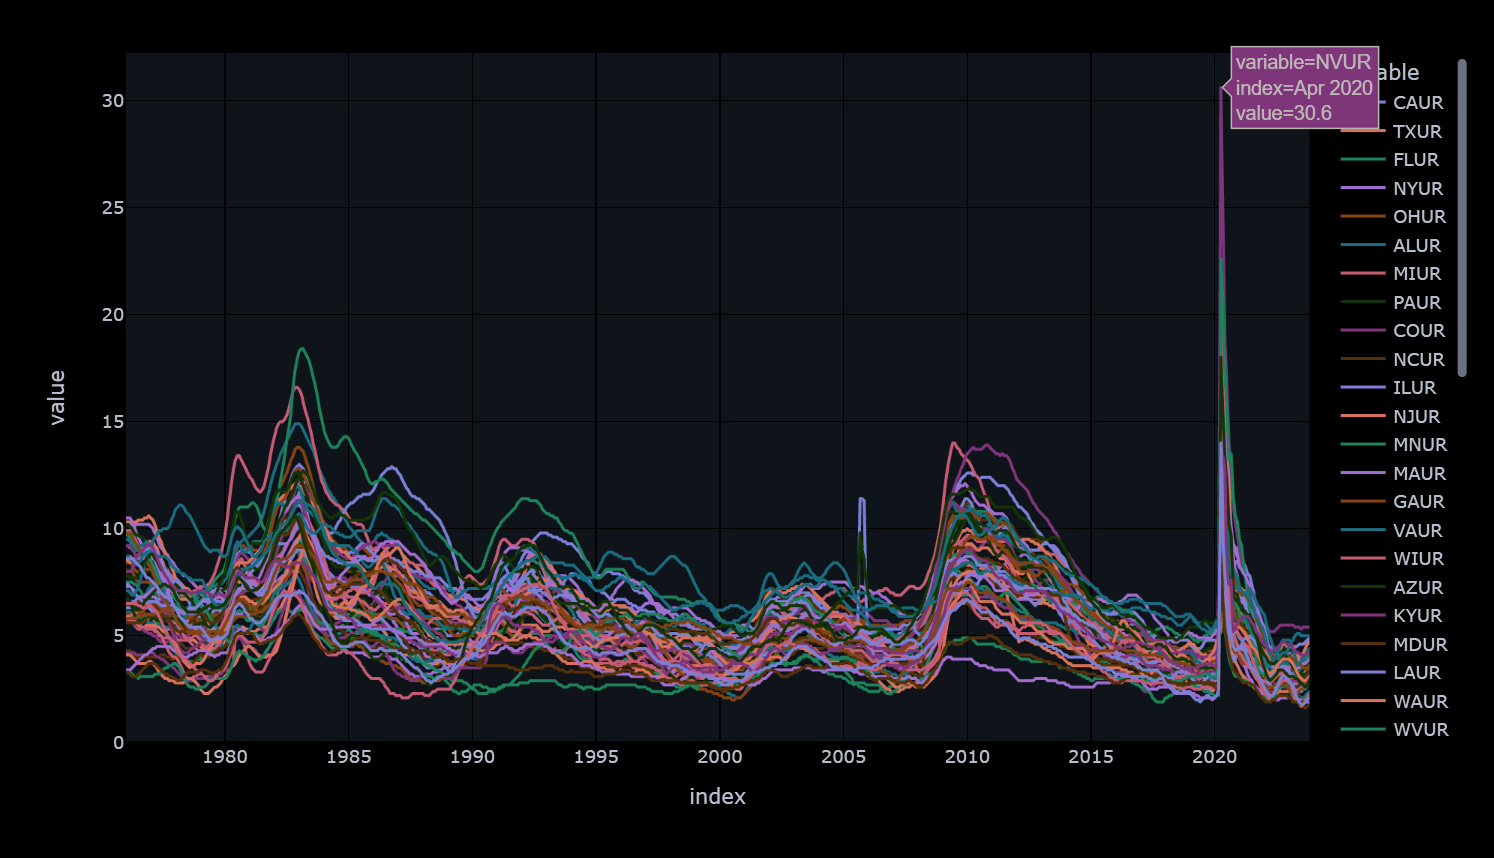 variable=NVUR
index=Apr 2020
value=30.6
able
CAUR
TXUR
FLUR
NYUR
OHUR
ALUR
MIUR
PAUR
COUR
NCUR
ILUR
NJUR
MNUR
MAUR
GAUR
VAUR
WIUR
AZUR
KYUR
MDUR
LAUR
WAUR
WVUR
value
30
25
20
15
10
5
0
1980 1985 1990 1995 2000 2005 2010 2015 2020
index